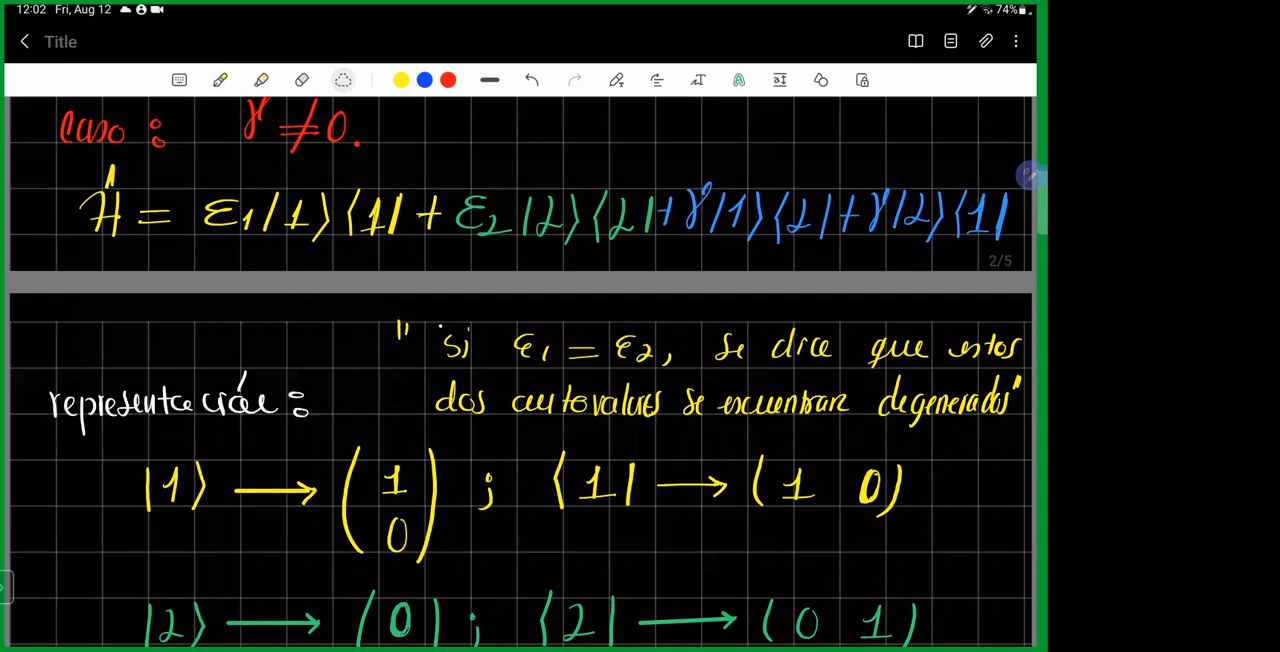 12:02 Fri, Aug 12
74%
Title
Caso : γ ≠ 0.
Ĥ = ε1|1⟩⟨1| + ε2|2⟩⟨2| + γ|1⟩⟨2| + γ|2⟩⟨1|
2/5
" Si ε1 = ε2, se dice que estos
representación : dos autovalores se encuentran degenerados"
|1⟩ → (1 0) ; ⟨1| → (1 0)
|2⟩ → (0 ) ; ⟨2| → (0 1)